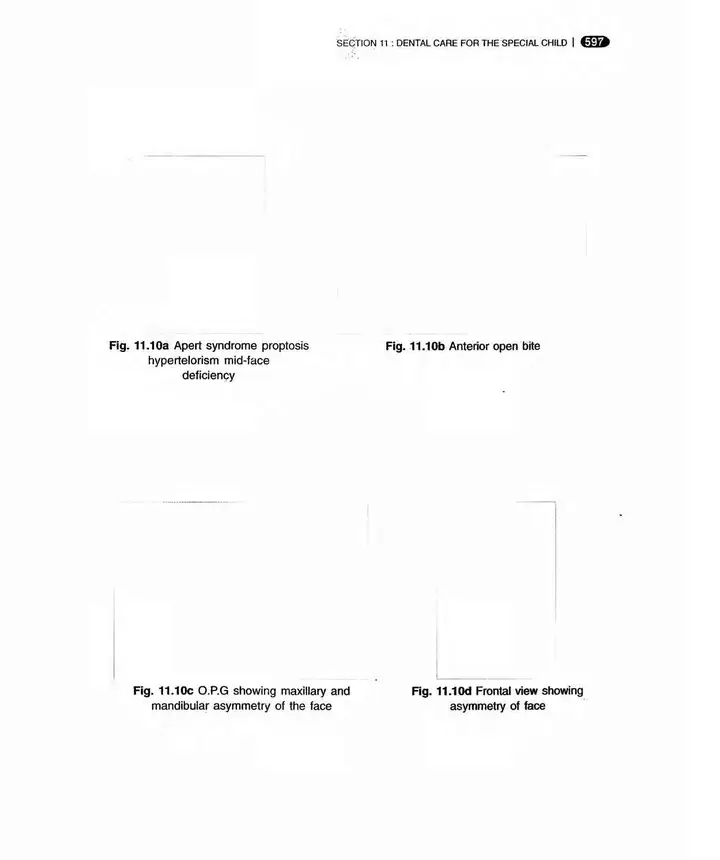 SECTION 11 : DENTAL CARE FOR THE SPECIAL CHILD | 597
Fig. 11.10a Apert syndrome proptosis
hypertelorism mid-face
deficiency
Fig. 11.10b Anterior open bite
Fig. 11.10c O.P.G showing maxillary and
mandibular asymmetry of the face
Fig. 11.10d Frontal view showing
asymmetry of face